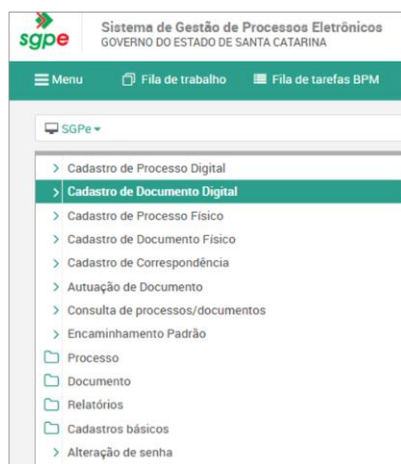 sgpe
Sistema de Gestão de Processos Eletrônicos
GOVERNO DO ESTADO DE SANTA CATARINA
Menu Fila de trabalho Fila de tarefas BPM
SGPe
Cadastro de Processo Digital
Cadastro de Documento Digital
Cadastro de Processo Físico
Cadastro de Documento Físico
Cadastro de Correspondência
Autuação de Documento
Consulta de processos/documentos
Encaminhamento Padrão
Processo
Documento
Relatórios
Cadastros básicos
Alteração de senha